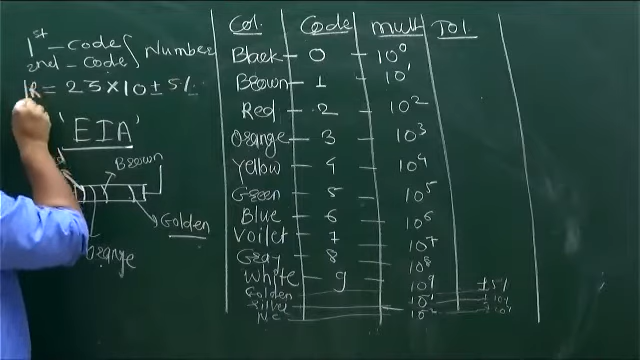 1st - Code } Number
2nd - Code
R = 23 × 10 ± 5%
'EIA'
Brown
Golden
Orange
Col. Code mult Tol.
Black - 0 - 10⁰
Brown - 1 - 10¹
Red - 2 - 10²
Orange - 3 - 10³
Yellow - 4 - 10⁴
Green - 5 - 10⁵
Blue - 6 - 10⁶
Voilet - 7 - 10⁷
Gray - 8 - 10⁸
White - 9 - 10⁹
Golden ±5%
Silver
N.C